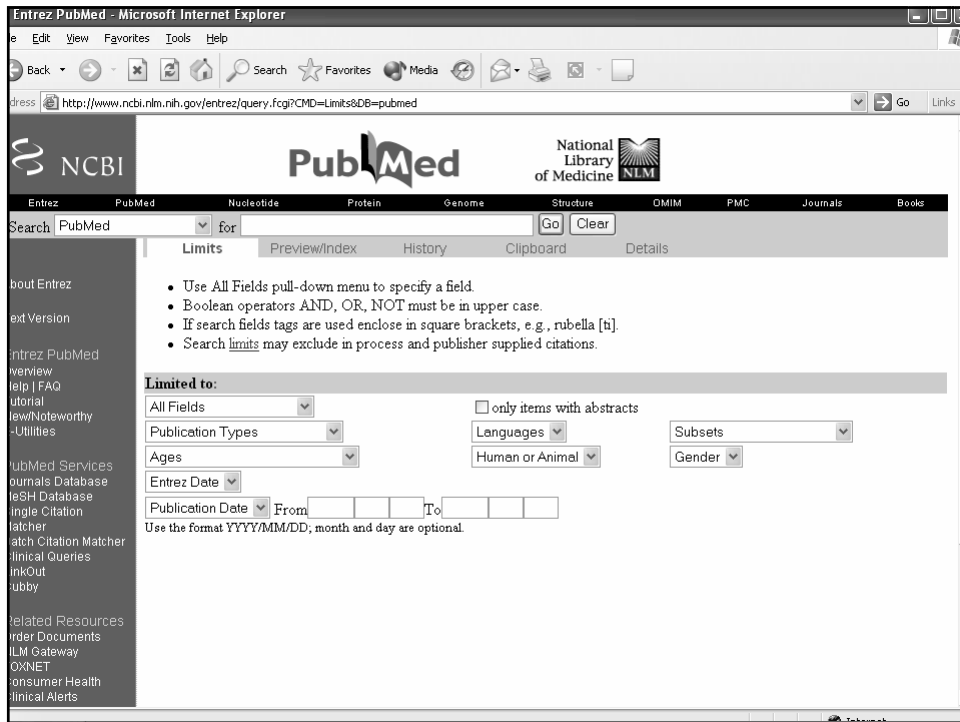 Entrez PubMed - Microsoft Internet Explorer
e Edit View Favorites Tools Help
Back Search Favorites Media
dress http://www.ncbi.nlm.nih.gov/entrez/query.fcgi?CMD=Limits&DB=pubmed Go Links
NCBI PubMed National
Library
of Medicine NLM
Entrez PubMed Nucleotide Protein Genome Structure OMIM PMC Journals Books
Search PubMed for Go Clear
Limits Preview/Index History Clipboard Details
bout Entrez
ext Version
ntrez PubMed
verview
elp | FAQ
utorial
ew/Noteworthy
-Utilities
PubMed Services
ournals Database
eSH Database
ingle Citation
atcher
atch Citation Matcher
linical Queries
inkOut
ubby
Related Resources
rder Documents
LM Gateway
OXNET
onsumer Health
linical Alerts
• Use All Fields pull-down menu to specify a field.
• Boolean operators AND, OR, NOT must be in upper case.
• If search fields tags are used enclose in square brackets, e.g., rubella [ti].
• Search limits may exclude in process and publisher supplied citations.
Limited to:
All Fields only items with abstracts
Publication Types Languages Subsets
Ages Human or Animal Gender
Entrez Date
Publication Date From To
Use the format YYYY/MM/DD; month and day are optional.